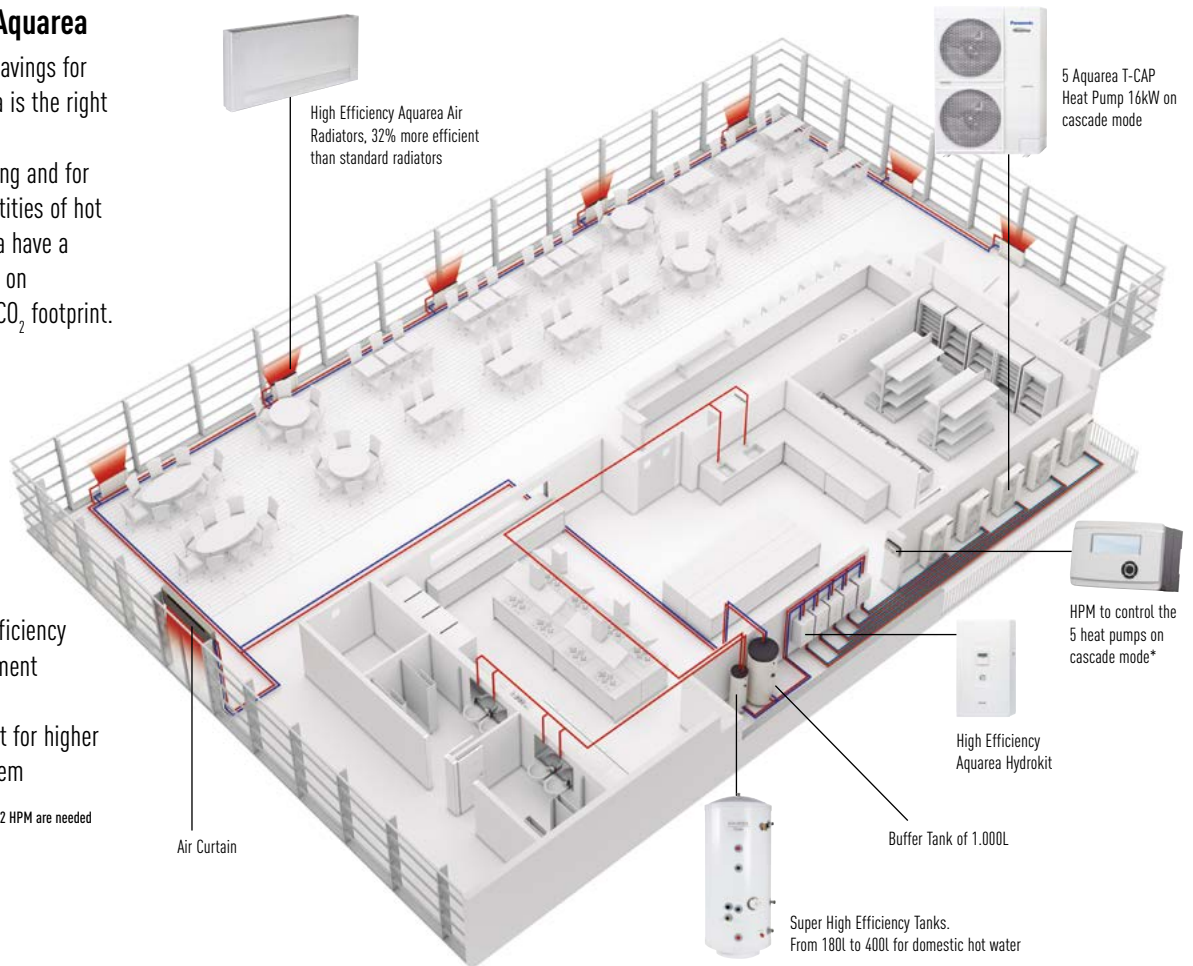 Aquarea
avings for
a is the right
ng and for
tities of hot
a have a
on
CO₂ footprint.
ficiency
ment
t for higher
em
2 HPM are needed
High Efficiency Aquarea Air
Radiators, 32% more efficient
than standard radiators
Panasonic
5 Aquarea T-CAP
Heat Pump 16kW on
cascade mode
HPM to control the
5 heat pumps on
cascade mode*
High Efficiency
Aquarea Hydrokit
Buffer Tank of 1.000L
Super High Efficiency Tanks.
From 180l to 400l for domestic hot water
Air Curtain